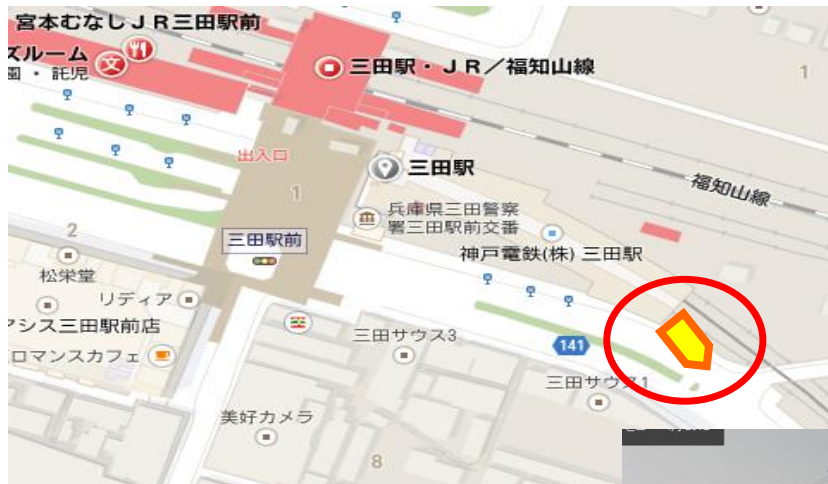 宮本むなしＪＲ三田駅前
ズルーム
園・託児
三田駅・ＪＲ／福知山線
1
出入口
三田駅
福知山線
1
兵庫県三田警察
署三田駅前交番
2
三田駅前
神戸電鉄(株) 三田駅
松栄堂
リディア
アシス三田駅前店
三田サウス3
141
ロマンスカフェ
三田サウス1
美好カメラ
8